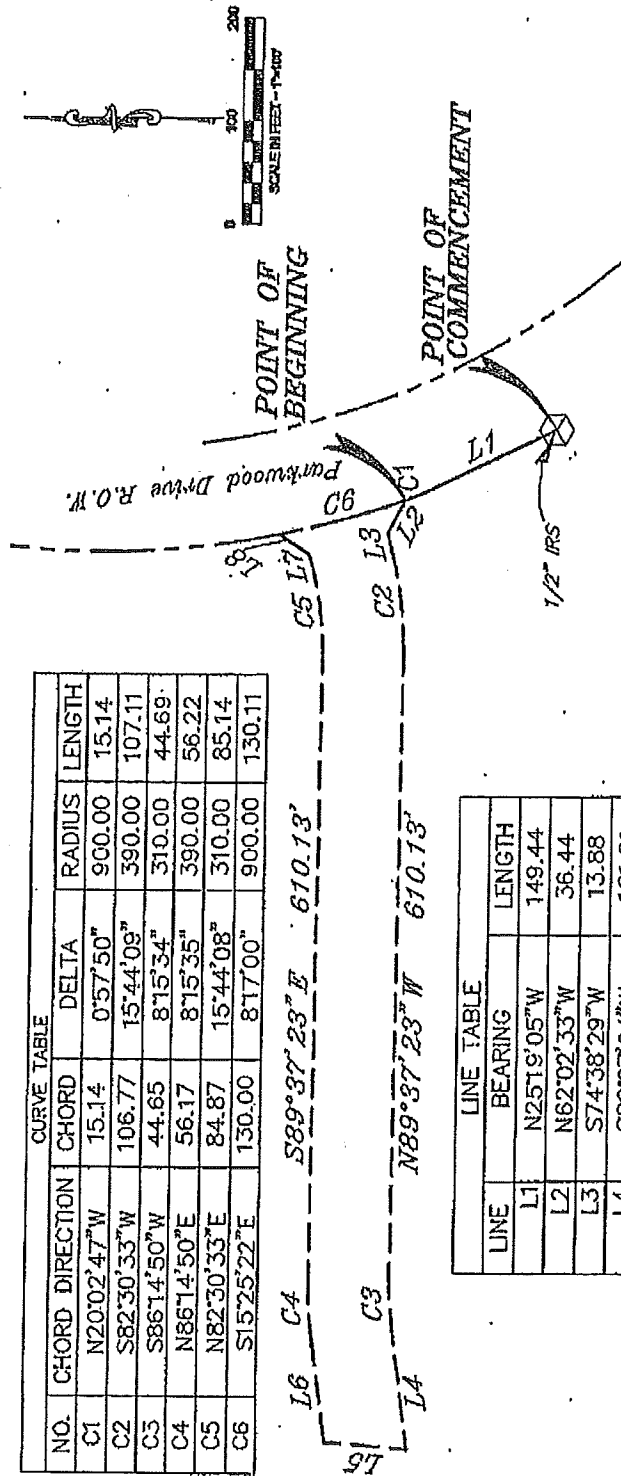 0 100 200
SCALE IN FEET - 1"=100'
CURVE TABLE
NO. CHORD DIRECTION CHORD DELTA RADIUS LENGTH
C1 N20°02'47"W 15.14 0°57'50" 900.00 15.14
C2 S82°30'33"W 106.77 15°44'09" 390.00 107.11
C3 S86°14'50"W 44.65 8°15'34" 310.00 44.69
C4 N86°14'50"E 56.17 8°15'35" 390.00 56.22
C5 N82°30'33"E 84.87 15°44'08" 310.00 85.14
C6 S15°25'22"E 130.00 8°17'00" 900.00 130.11
Parkwood Drive R.O.W.
POINT OF
BEGINNING
POINT OF
COMMENCEMENT
L8
L7
C6
C5
L3
L2
C1
C2
L1
1/2" IRS
S89°37'23"E 610.13'
N89°37'23"W 610.13'
L6
C4
C3
L4
L5
LINE TABLE
LINE BEARING LENGTH
L1 N25°19'05"W 149.44
L2 N62°02'33"W 36.44
L3 S74°38'29"W 13.88
L4